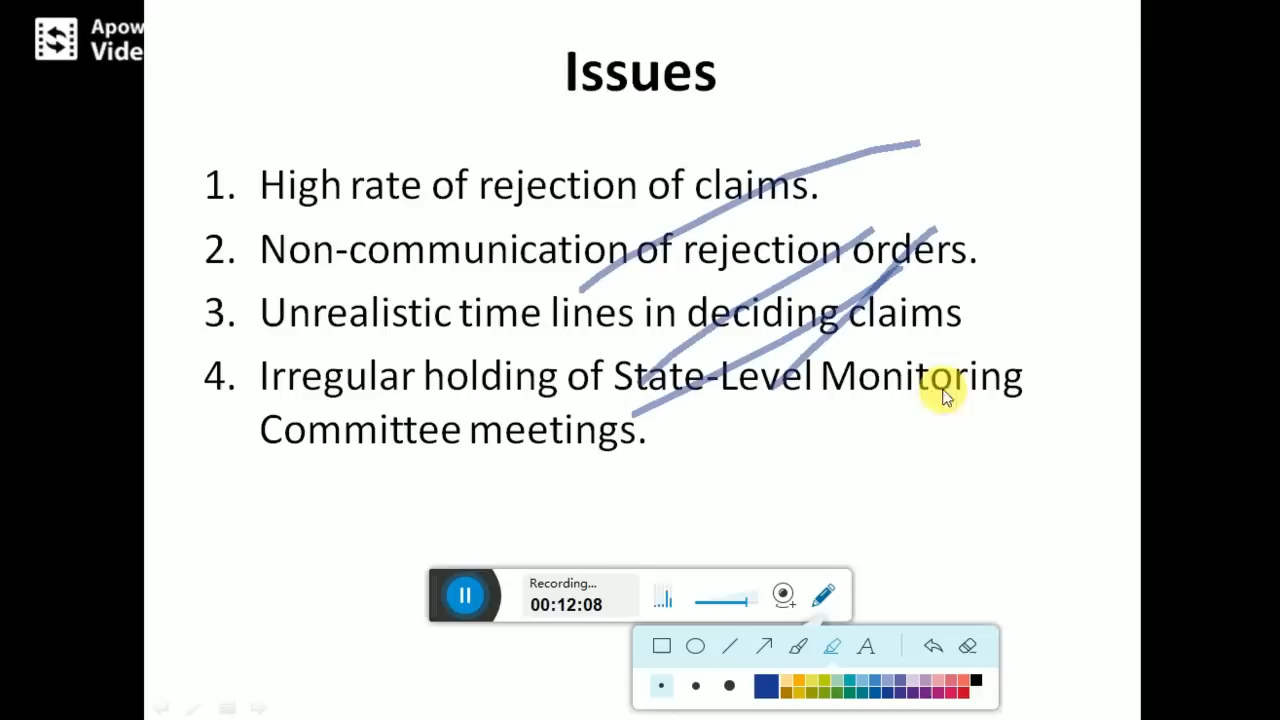 Apow
Vide
Issues
1. High rate of rejection of claims.
2. Non-communication of rejection orders.
3. Unrealistic time lines in deciding claims
4. Irregular holding of State-Level Monitoring
Committee meetings.
Recording...
00:12:08
A